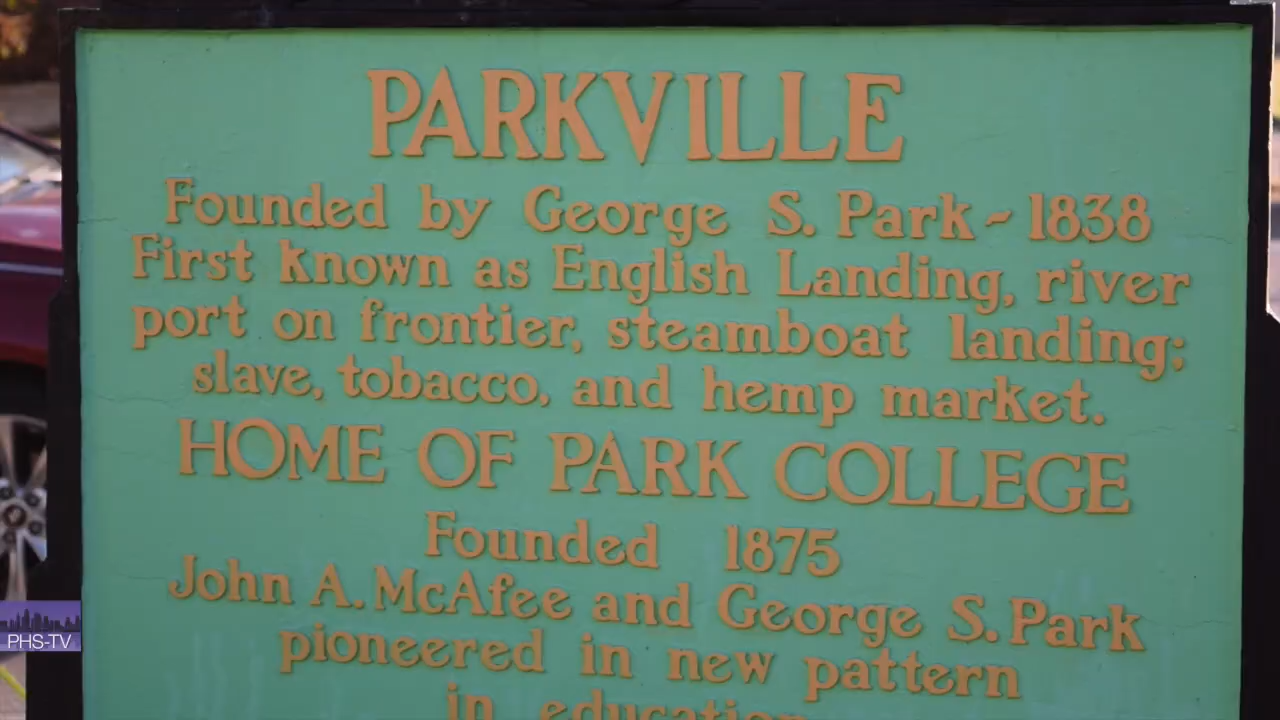 PARKVILLE
Founded by George S. Park ~ 1838
First known as English Landing, river
port on frontier, steamboat landing;
slave, tobacco, and hemp market.
HOME OF PARK COLLEGE
Founded 1875
John A. McAfee and George S. Park
pioneered in new pattern
in education
PHS-TV